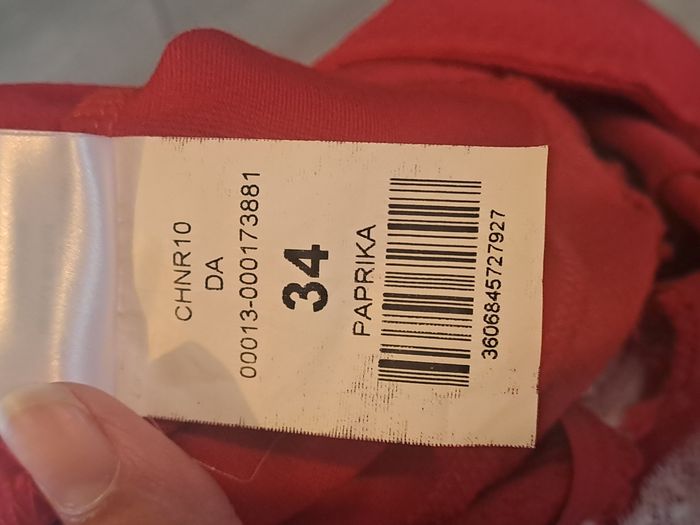 CHNR10
DA
00013-000173881
34
PAPRIKA
3606845727927